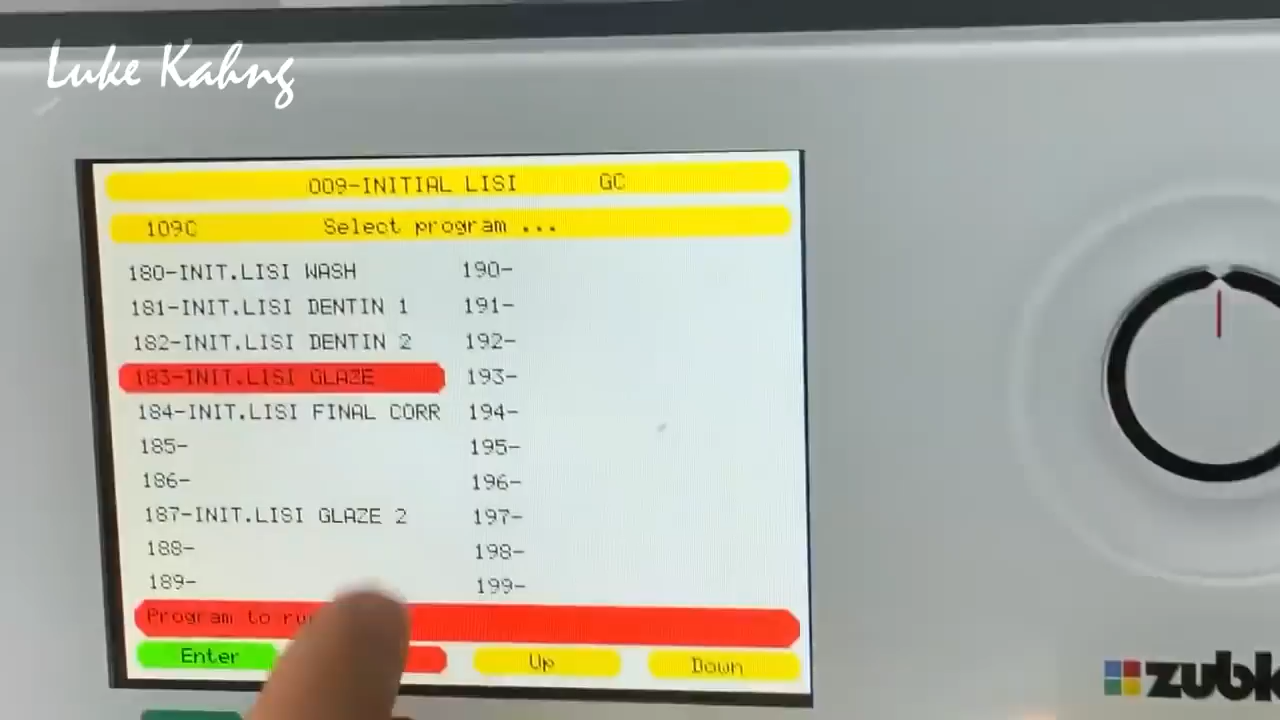 Luke Kahng
009-INITIAL LISI GC
109C Select program ...
180-INIT.LISI WASH 190-
181-INIT.LISI DENTIN 1 191-
182-INIT.LISI DENTIN 2 192-
183-INIT.LISI GLAZE 193-
184-INIT.LISI FINAL CORR 194-
185- 195-
186- 196-
187-INIT.LISI GLAZE 2 197-
188- 198-
189- 199-
Program to
Enter Up Down